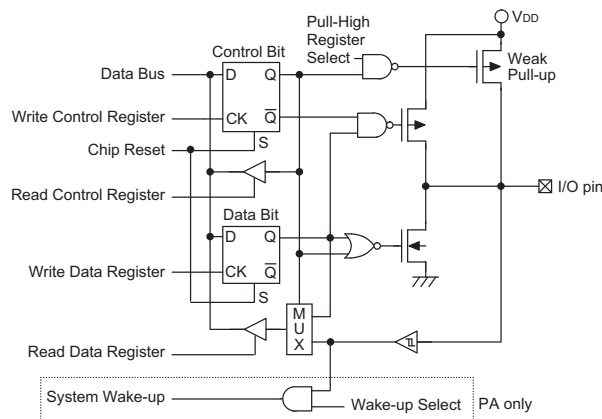 VDD
Pull-High
Register
Select
Weak
Pull-up
Control Bit
Data Bus
D
Q
Write Control Register
CK
Q
S
Chip Reset
Read Control Register
I/O pin
Data Bit
D
Q
Write Data Register
CK
Q
S
M
U
X
Read Data Register
System Wake-up
Wake-up Select
PA only